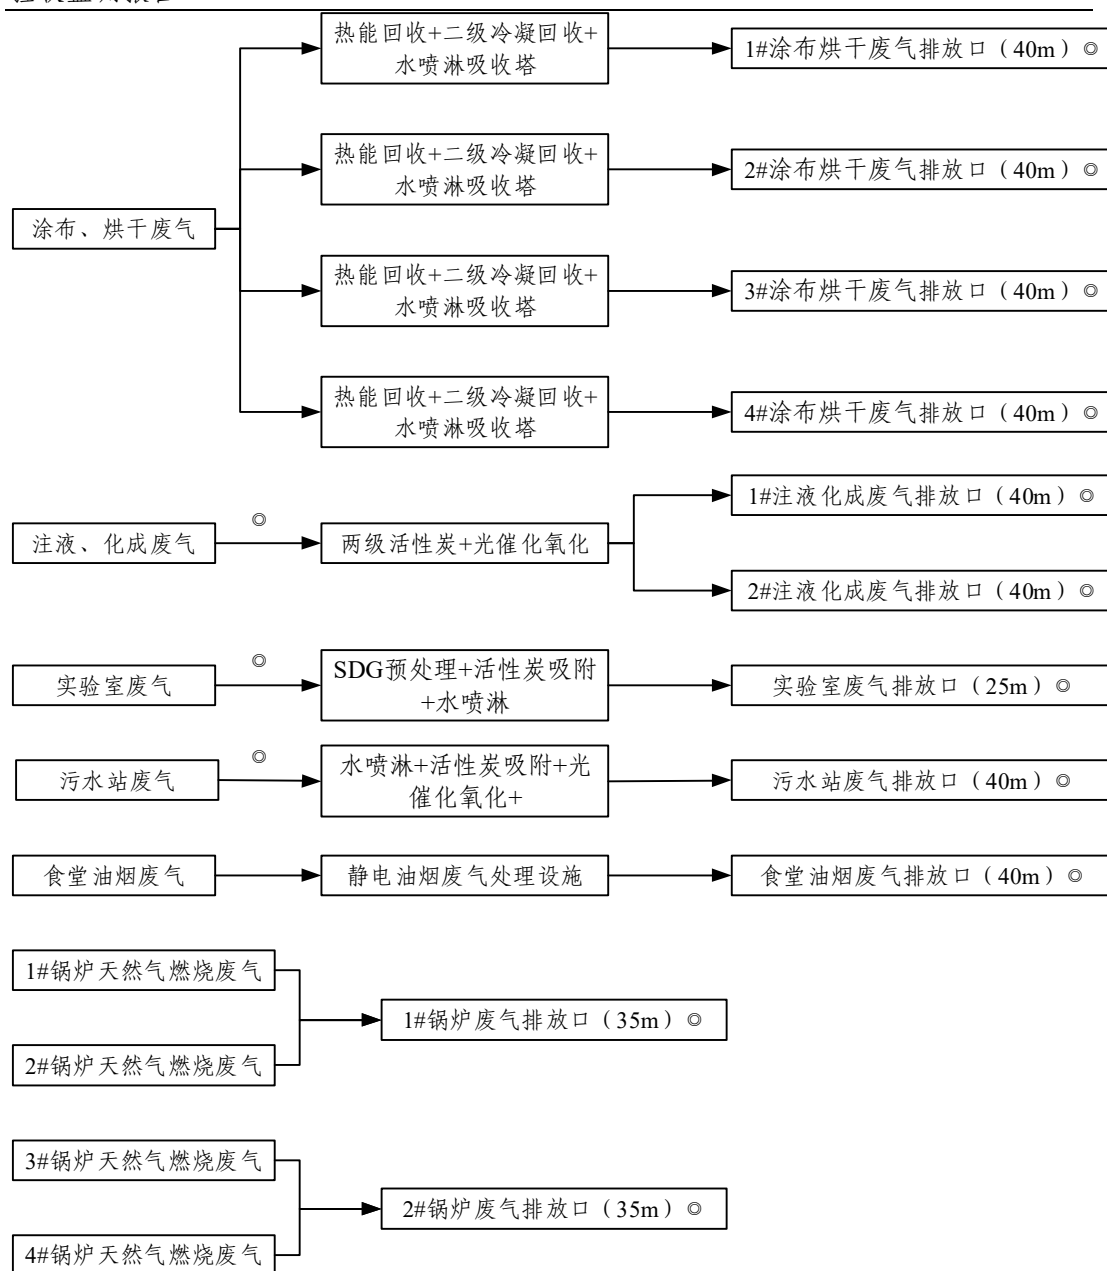 热能回收+二级冷凝回收+
水喷淋吸收塔
1#涂布烘干废气排放口（40m）◎
热能回收+二级冷凝回收+
水喷淋吸收塔
2#涂布烘干废气排放口（40m）◎
涂布、烘干废气
热能回收+二级冷凝回收+
水喷淋吸收塔
3#涂布烘干废气排放口（40m）◎
热能回收+二级冷凝回收+
水喷淋吸收塔
4#涂布烘干废气排放口（40m）◎
1#注液化成废气排放口（40m）◎
注液、化成废气
◎
两级活性炭+光催化氧化
2#注液化成废气排放口（40m）◎
实验室废气
◎
SDG预处理+活性炭吸附
+水喷淋
实验室废气排放口（25m）◎
污水站废气
◎
水喷淋+活性炭吸附+光
催化氧化+
污水站废气排放口（40m）◎
食堂油烟废气
静电油烟废气处理设施
食堂油烟废气排放口（40m）◎
1#锅炉天然气燃烧废气
1#锅炉废气排放口（35m）◎
2#锅炉天然气燃烧废气
3#锅炉天然气燃烧废气
2#锅炉废气排放口（35m）◎
4#锅炉天然气燃烧废气